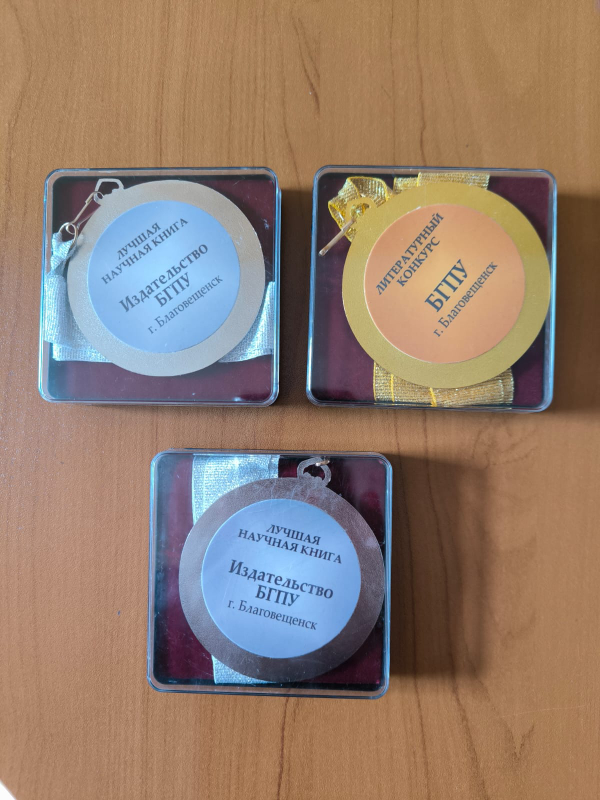 ЛУЧШАЯ
НАУЧНАЯ КНИГА
Издательство
БГПУ
г. Благовещенск
ЛИТЕРАТУРНЫЙ
КОНКУРС
БГПУ
г. Благовещенск
ЛУЧШАЯ
НАУЧНАЯ КНИГА
Издательство
БГПУ
г. Благовещенск